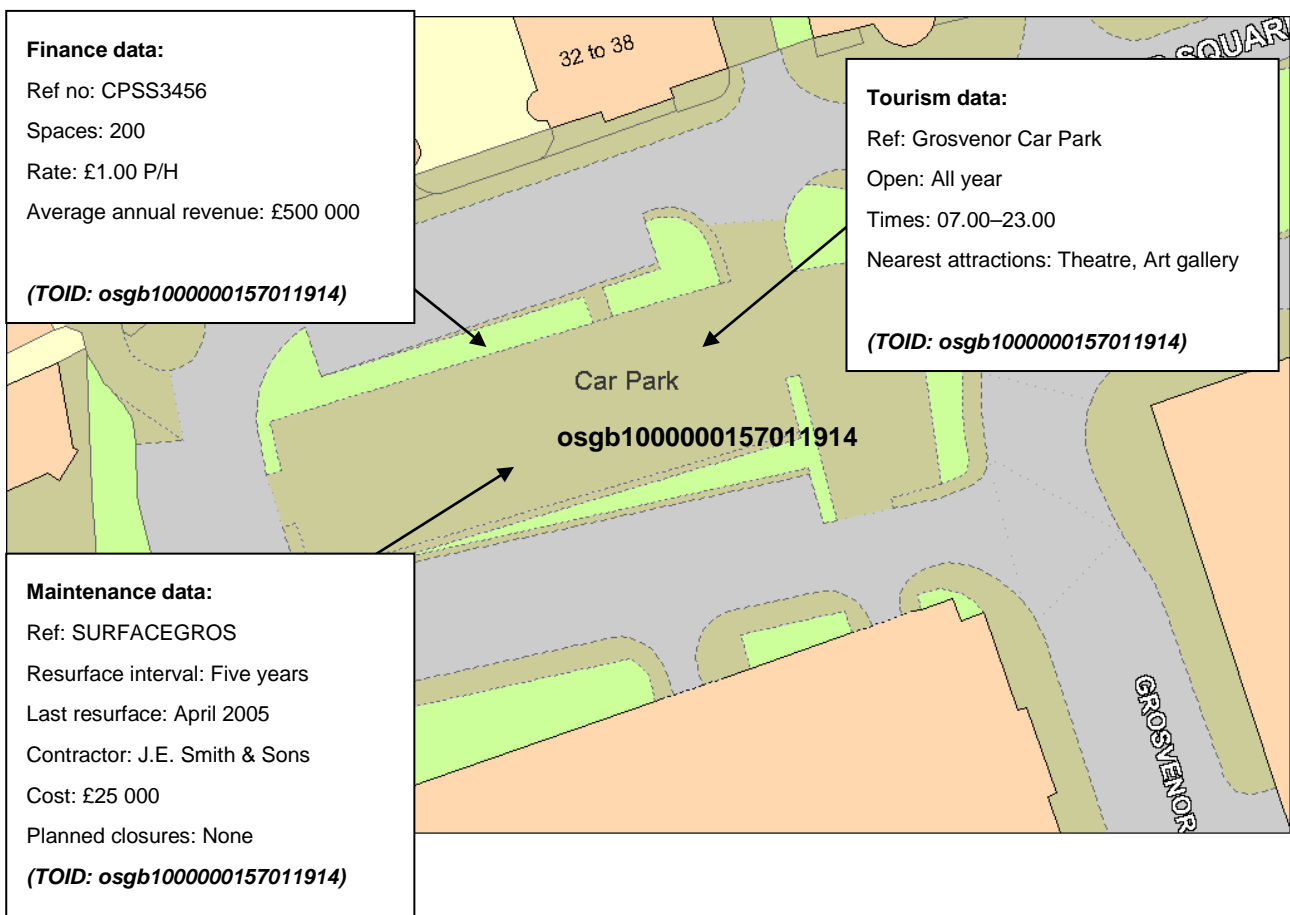 Finance data:
Ref no: CPSS3456
Spaces: 200
Rate: £1.00 P/H
Average annual revenue: £500 000
(TOID: osgb1000000157011914)
32 to 38
SQUAR
Tourism data:
Ref: Grosvenor Car Park
Open: All year
Times: 07.00–23.00
Nearest attractions: Theatre, Art gallery
(TOID: osgb1000000157011914)
Car Park
osgb1000000157011914
Maintenance data:
Ref: SURFACEGROS
Resurface interval: Five years
Last resurface: April 2005
Contractor: J.E. Smith & Sons
Cost: £25 000
Planned closures: None
(TOID: osgb1000000157011914)
GROSVENOR